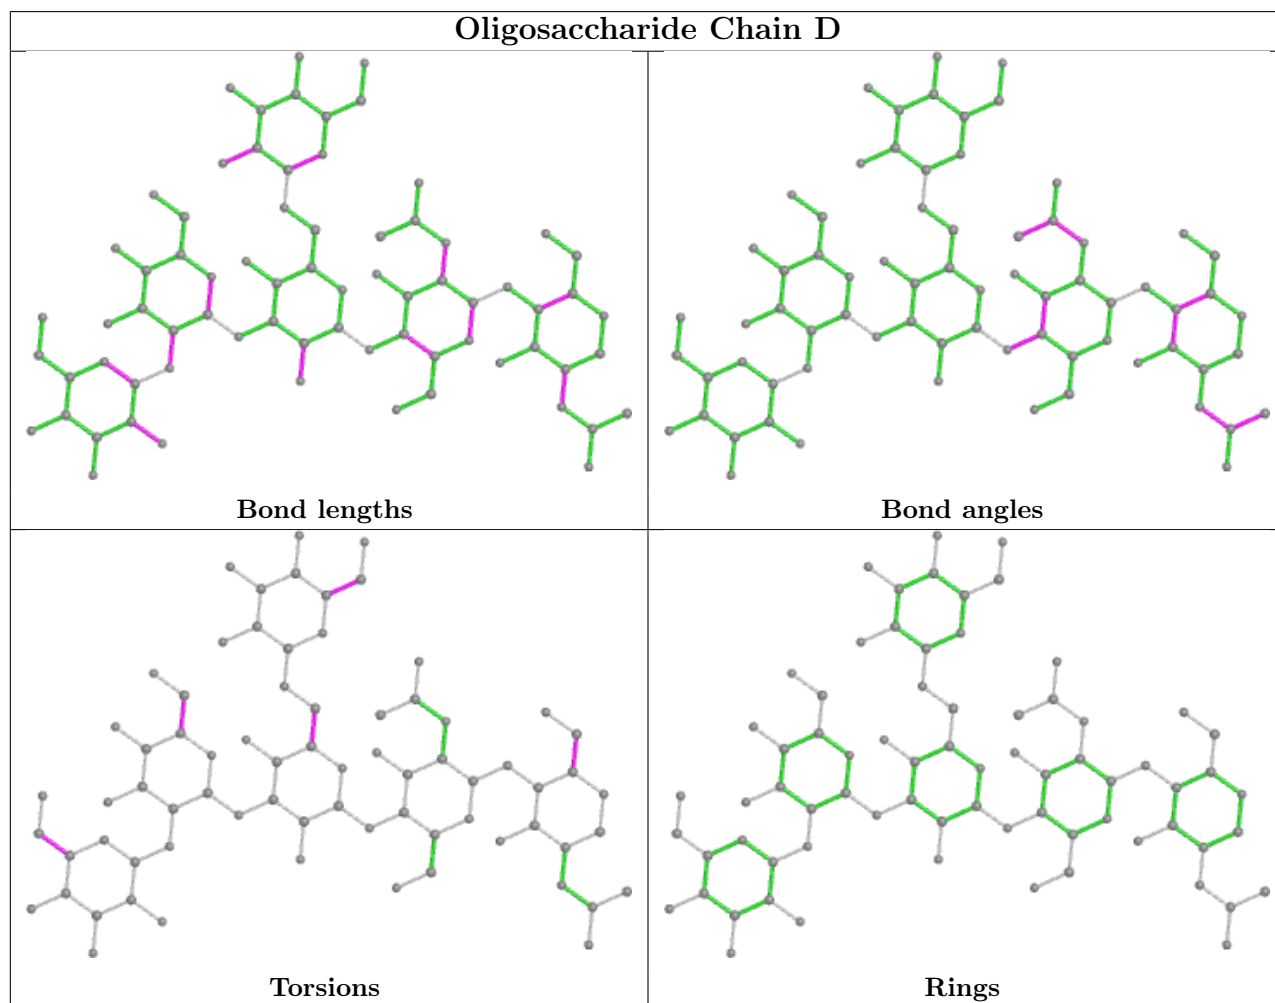 Oligosaccharide Chain D
Bond lengths
Bond angles
Torsions
Rings